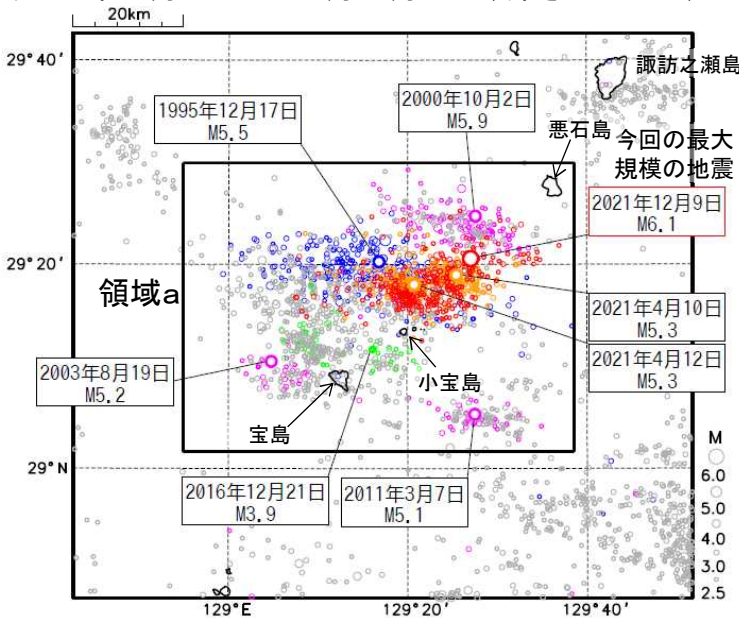 20km
29°40′
諏訪之瀬島
1995年12月17日
M5.5
2000年10月2日
M5.9
悪石島
今回の最大
規模の地震
2021年12月9日
M6.1
29°20′
領域a
2021年4月10日
M5.3
2021年4月12日
M5.3
2003年8月19日
M5.2
小宝島
宝島
M
29°N
6.0
2016年12月21日
M3.9
2011年3月7日
M5.1
5.0
4.0
3.0
2.5
129°E
129°20′
129°40′